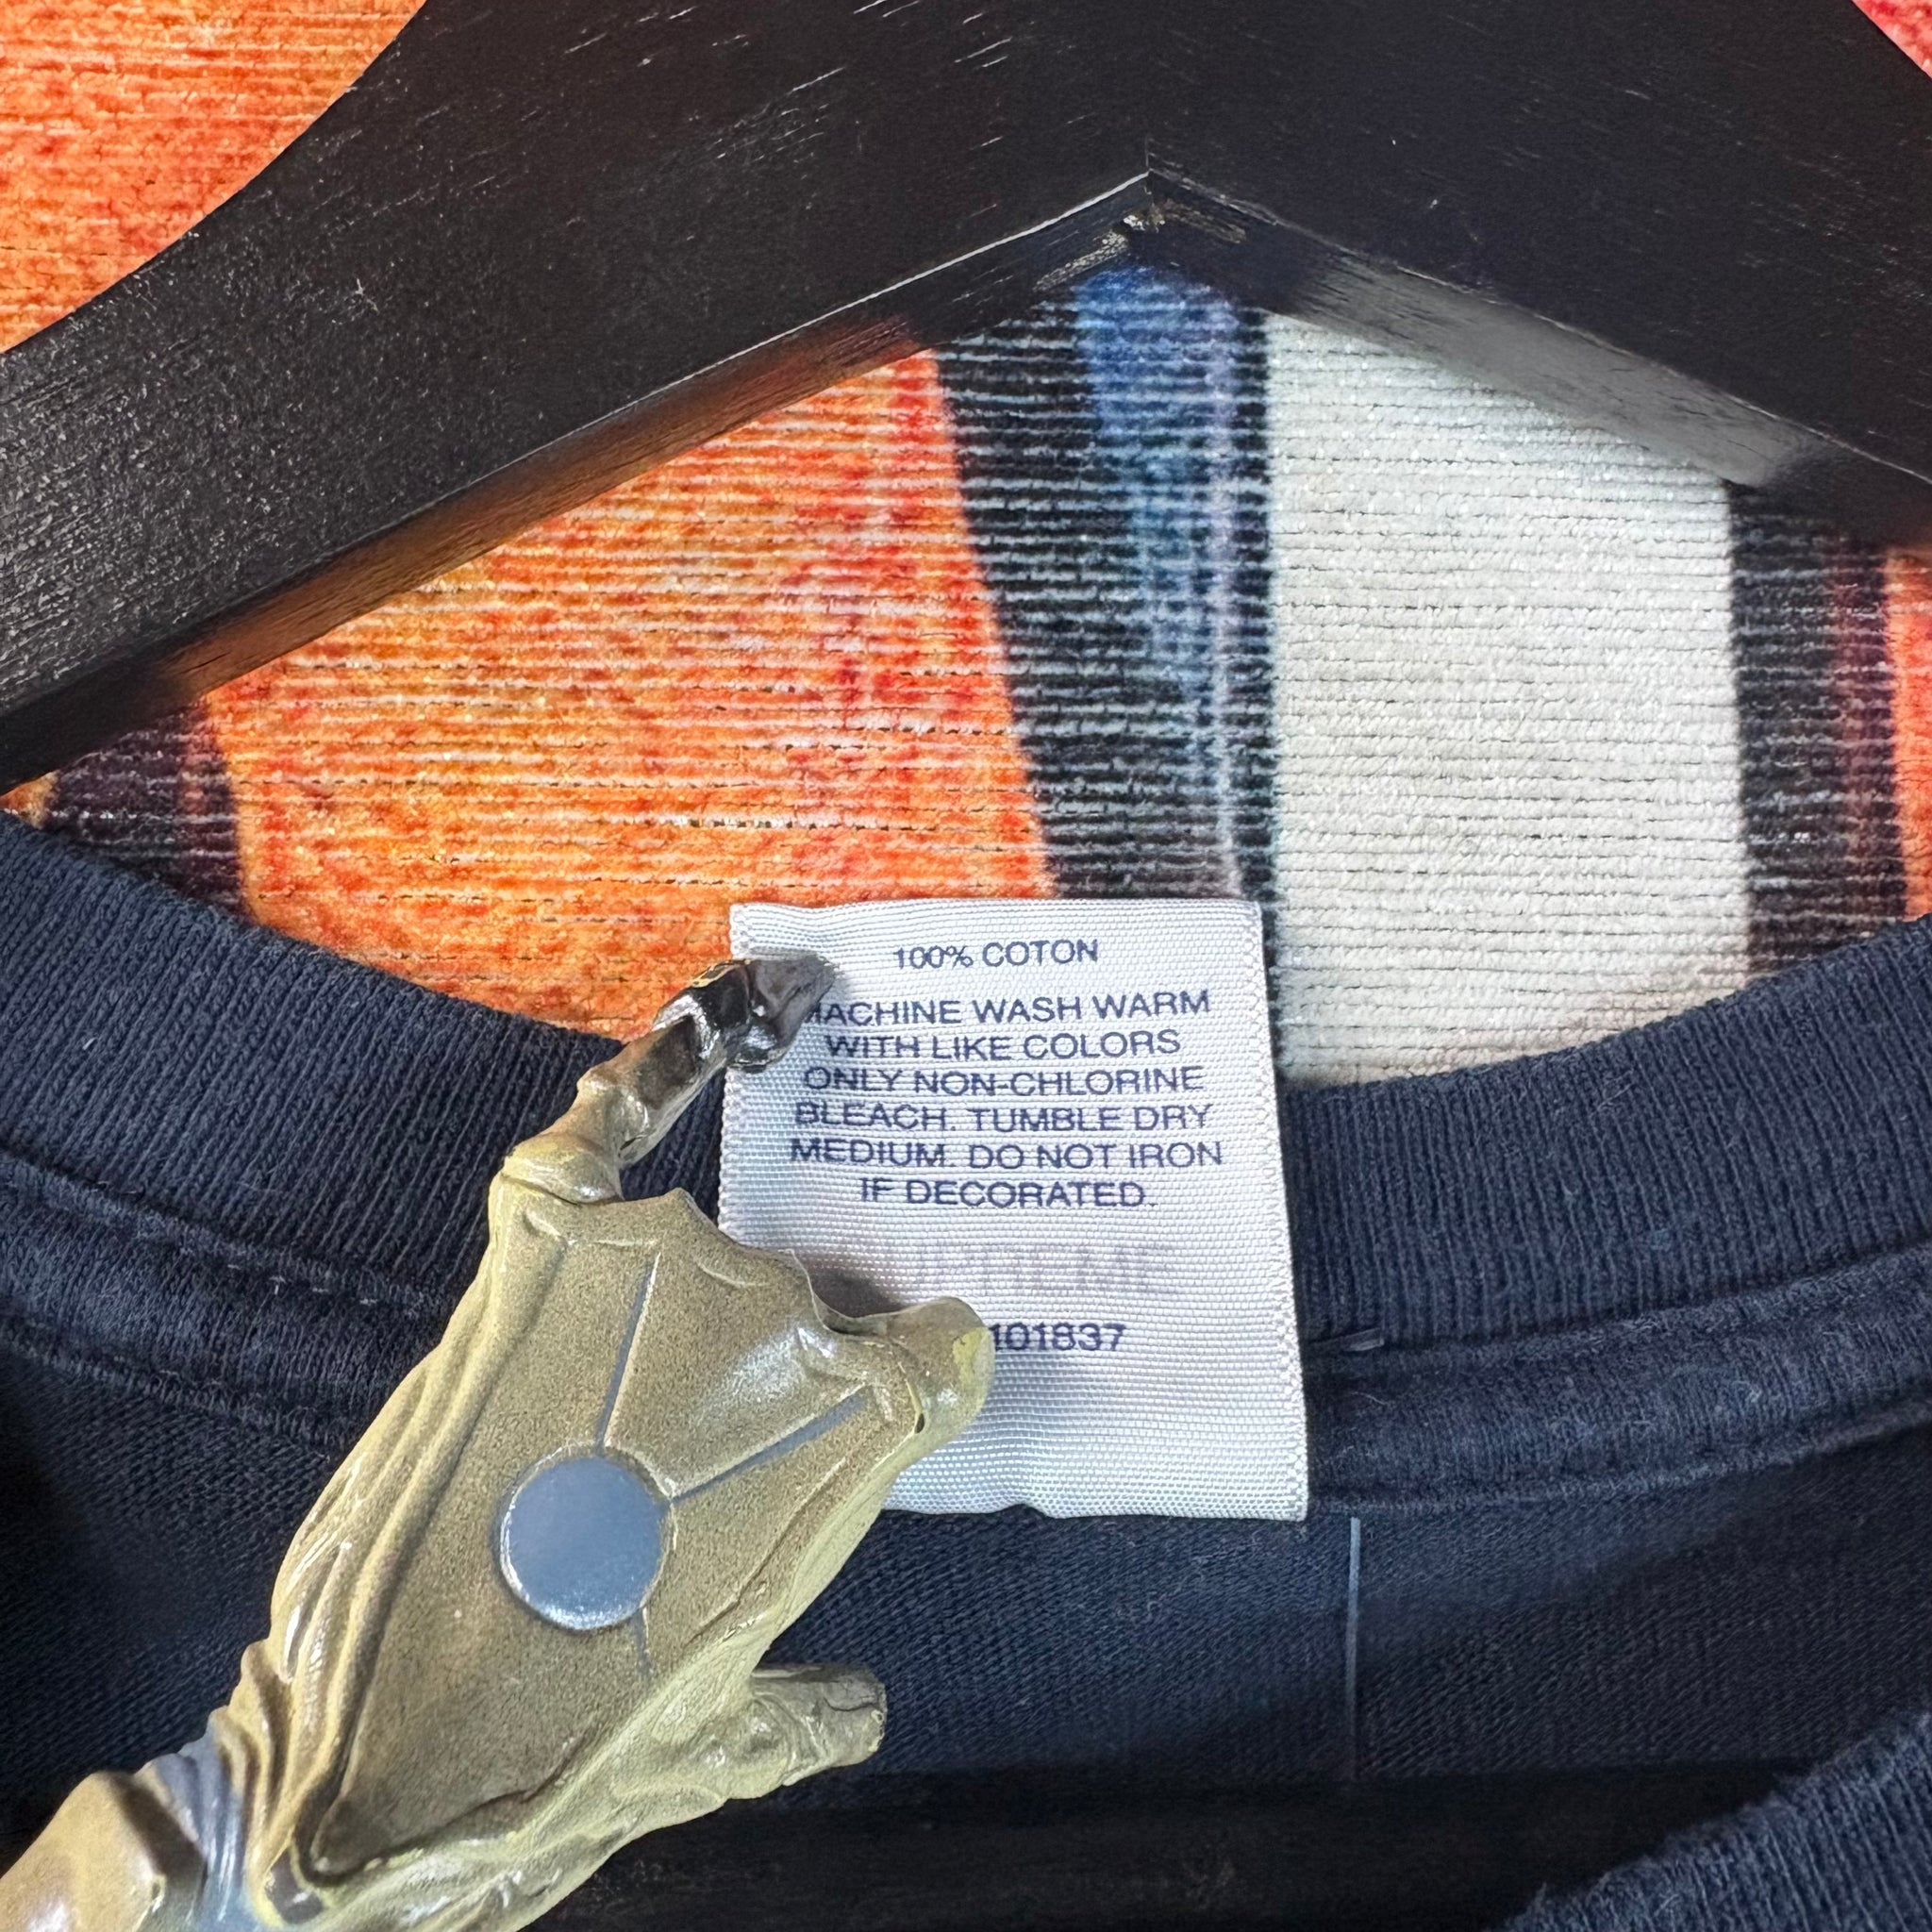 100% COTON
MACHINE WASH WARM
WITH LIKE COLORS
ONLY NON-CHLORINE
BLEACH. TUMBLE DRY
MEDIUM. DO NOT IRON
IF DECORATED.
101837